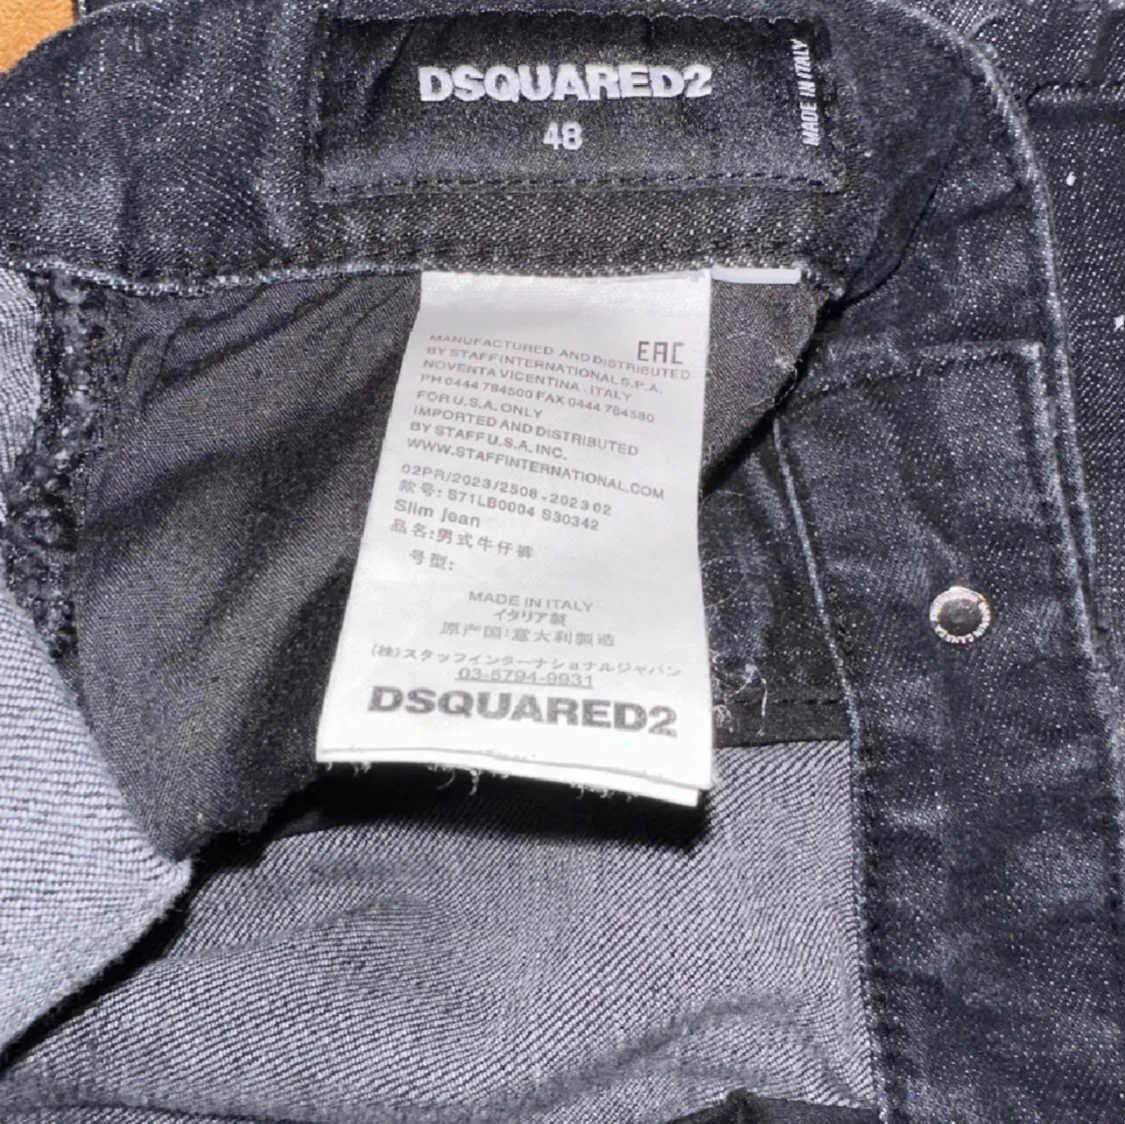 DSQUARED2
48
MADE IN ITALY
EAC
MANUFACTURED AND DISTRIBUTED
BY STAFF INTERNATIONAL S.P.A.
NOVENTA VICENTINA - ITALY
PH 0444 784500 FAX 0444 784580
FOR U.S.A. ONLY
IMPORTED AND DISTRIBUTED
BY STAFF U.S.A. INC.
WWW.STAFFINTERNATIONAL.COM
02PR/2023/2508 - 2023 02
款号: S71LB0004 S30342
Slim jean
品名:男式牛仔裤
号型:
MADE IN ITALY
イタリア製
原产国:意大利製造
(株)スタッフインターナショナルジャパン
03-5794-9931
DSQUARED2